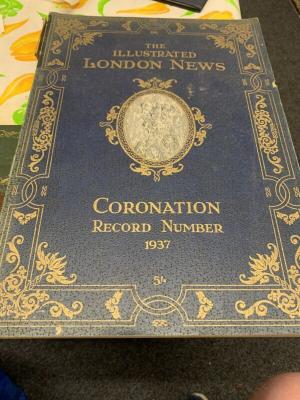 THE
ILLUSTRATED
LONDON NEWS
CORONATION
RECORD NUMBER
1937
5/-